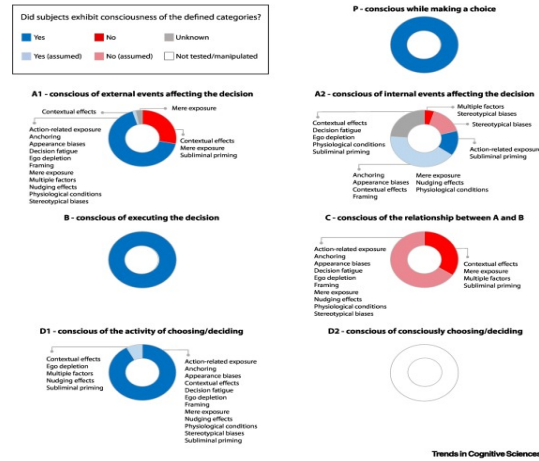 Did subjects exhibit consciousness of the defined categories?
Yes
No
Unknown
Yes (assumed)
No (assumed)
Not tested/manipulated
P - conscious while making a choice
A1 - conscious of external events affecting the decision
Contextual effects
Mere exposure
Action-related exposure
Anchoring
Appearance biases
Decision fatigue
Ego depletion
Framing
Mere exposure
Multiple factors
Nudging effects
Physiological conditions
Stereotypical biases
Contextual effects
Mere exposure
Subliminal priming
A2 - conscious of internal events affecting the decision
Multiple factors
Stereotypical biases
Stereotypical biases
Contextual effects
Decision fatigue
Ego depletion
Physiological conditions
Subliminal priming
Action-related exposure
Subliminal priming
Anchoring
Appearance biases
Contextual effects
Framing
Mere exposure
Nudging effects
Physiological conditions
B - conscious of executing the decision
C - conscious of the relationship between A and B
Action-related exposure
Anchoring
Appearance biases
Decision fatigue
Ego depletion
Framing
Mere exposure
Nudging effects
Physiological conditions
Stereotypical biases
Contextual effects
Mere exposure
Multiple factors
Subliminal priming
D1 - conscious of the activity of choosing/deciding
Contextual effects
Ego depletion
Multiple factors
Nudging effects
Subliminal priming
Action-related exposure
Anchoring
Appearance biases
Contextual effects
Decision fatigue
Ego depletion
Framing
Mere exposure
Nudging effects
Physiological conditions
Stereotypical biases
Subliminal priming
D2 - conscious of consciously choosing/deciding
Trends in Cognitive Sciences